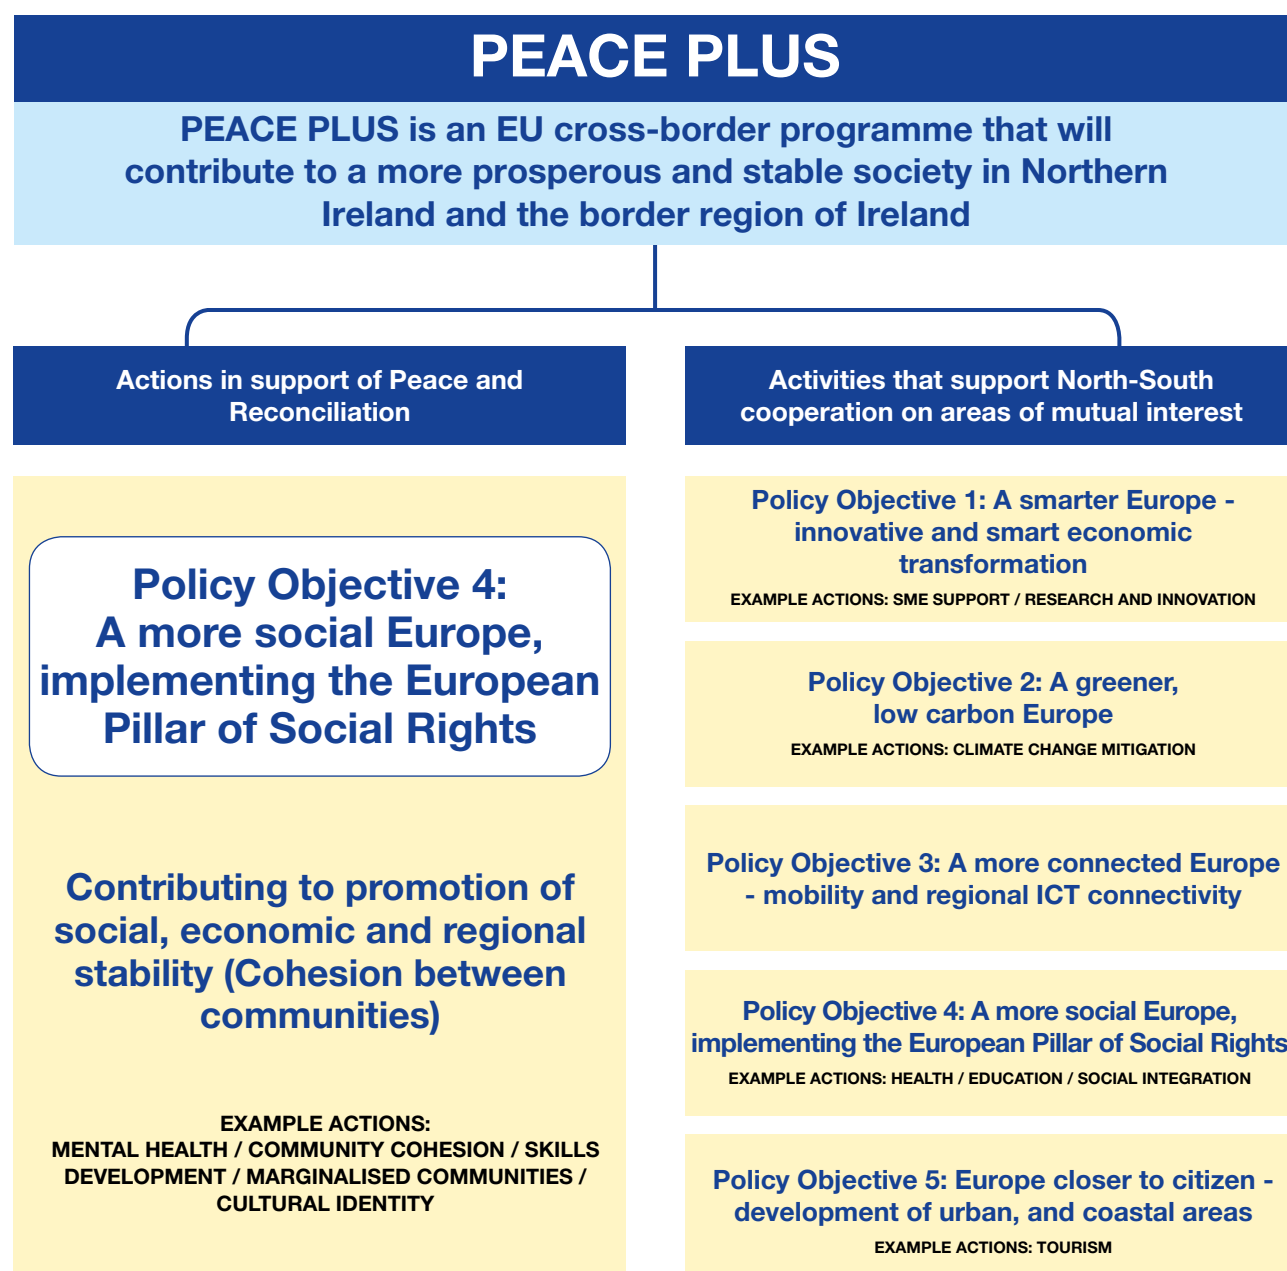 PEACE PLUS
PEACE PLUS is an EU cross-border programme that will
contribute to a more prosperous and stable society in Northern
Ireland and the border region of Ireland
Actions in support of Peace and
Reconciliation
Policy Objective 4:
A more social Europe,
implementing the European
Pillar of Social Rights
Contributing to promotion of
social, economic and regional
stability (Cohesion between
communities)
EXAMPLE ACTIONS:
MENTAL HEALTH / COMMUNITY COHESION / SKILLS
DEVELOPMENT / MARGINALISED COMMUNITIES /
CULTURAL IDENTITY
Activities that support North-South
cooperation on areas of mutual interest
Policy Objective 1: A smarter Europe -
innovative and smart economic
transformation
EXAMPLE ACTIONS: SME SUPPORT / RESEARCH AND INNOVATION
Policy Objective 2: A greener,
low carbon Europe
EXAMPLE ACTIONS: CLIMATE CHANGE MITIGATION
Policy Objective 3: A more connected Europe
- mobility and regional ICT connectivity
Policy Objective 4: A more social Europe,
implementing the European Pillar of Social Rights
EXAMPLE ACTIONS: HEALTH / EDUCATION / SOCIAL INTEGRATION
Policy Objective 5: Europe closer to citizen -
development of urban, and coastal areas
EXAMPLE ACTIONS: TOURISM